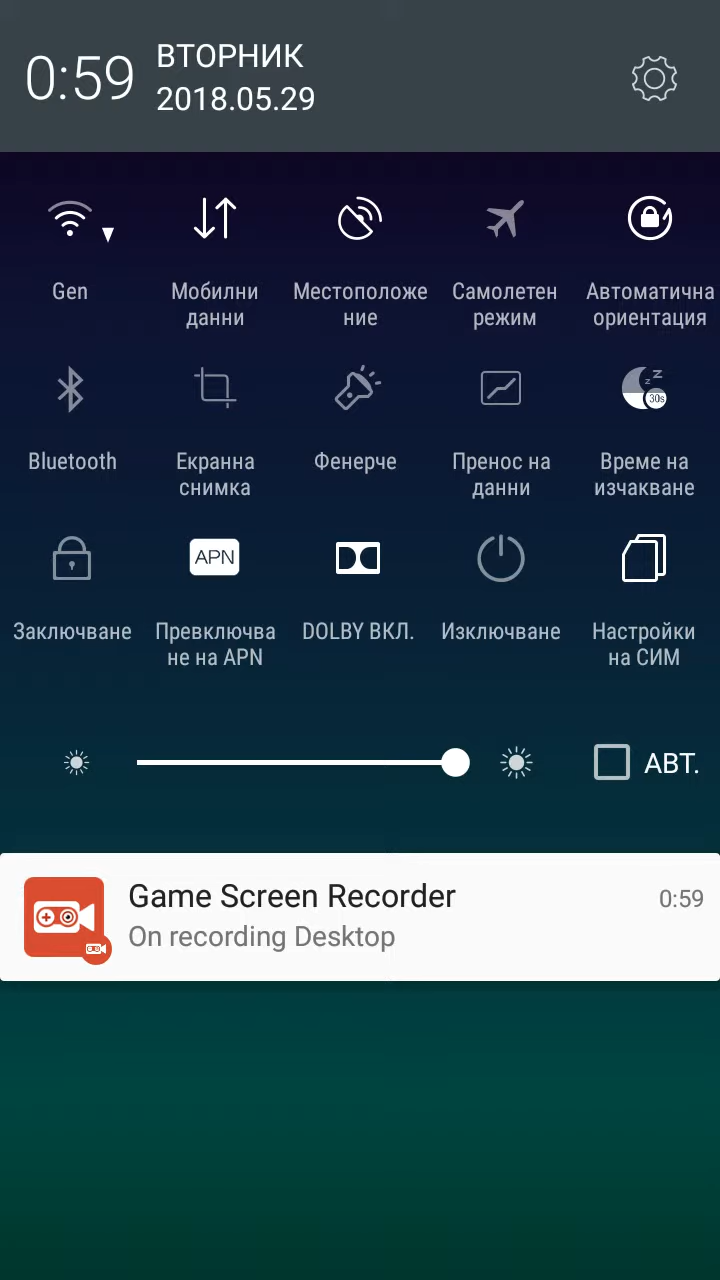 0:59
ВТОРНИК
2018.05.29
Gen
Мобилни
данни
Местоположе
ние
Самолетен
режим
Автоматична
ориентация
Bluetooth
Екранна
снимка
Фенерче
Пренос на
данни
z z
30s
Време на
изчакване
Заключване
APN
Превключва
не на APN
DOLBY ВКЛ.
Изключване
Настройки
на СИМ
АВТ.
Game Screen Recorder
0:59
On recording Desktop